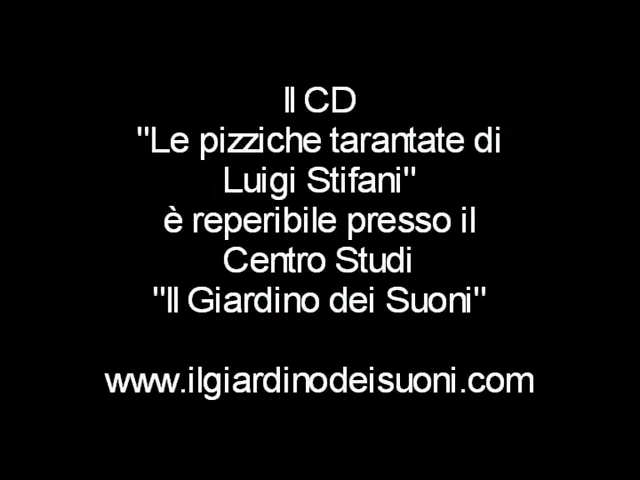 Il CD
"Le pizziche tarantate di
Luigi Stifani"
è reperibile presso il
Centro Studi
"Il Giardino dei Suoni"
www.ilgiardinodeisuoni.com